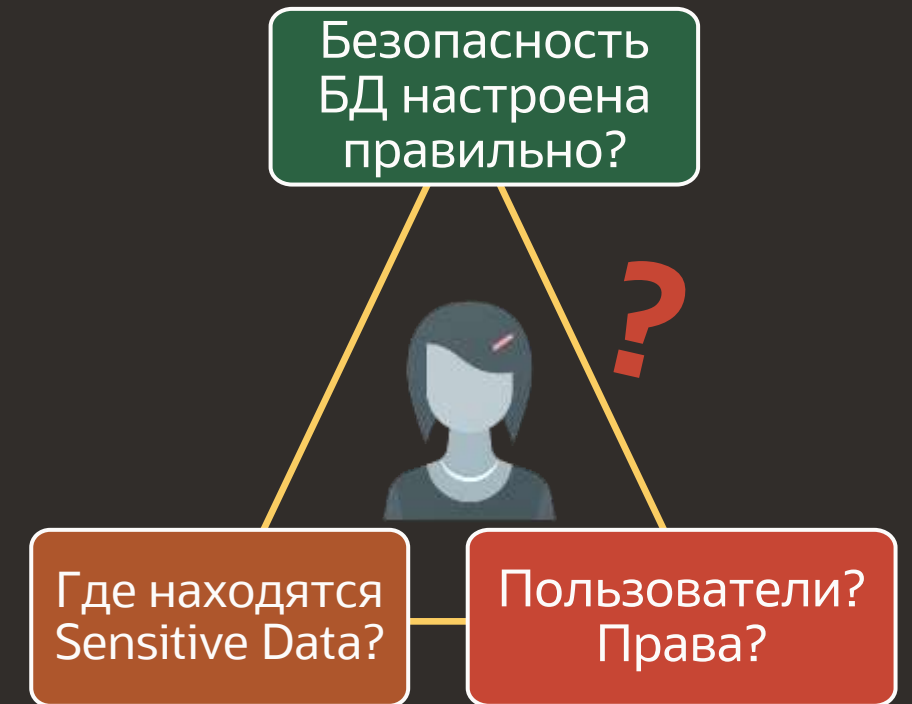 Безопасность
БД настроена
правильно?
?
Где находятся
Sensitive Data?
Пользователи?
Права?